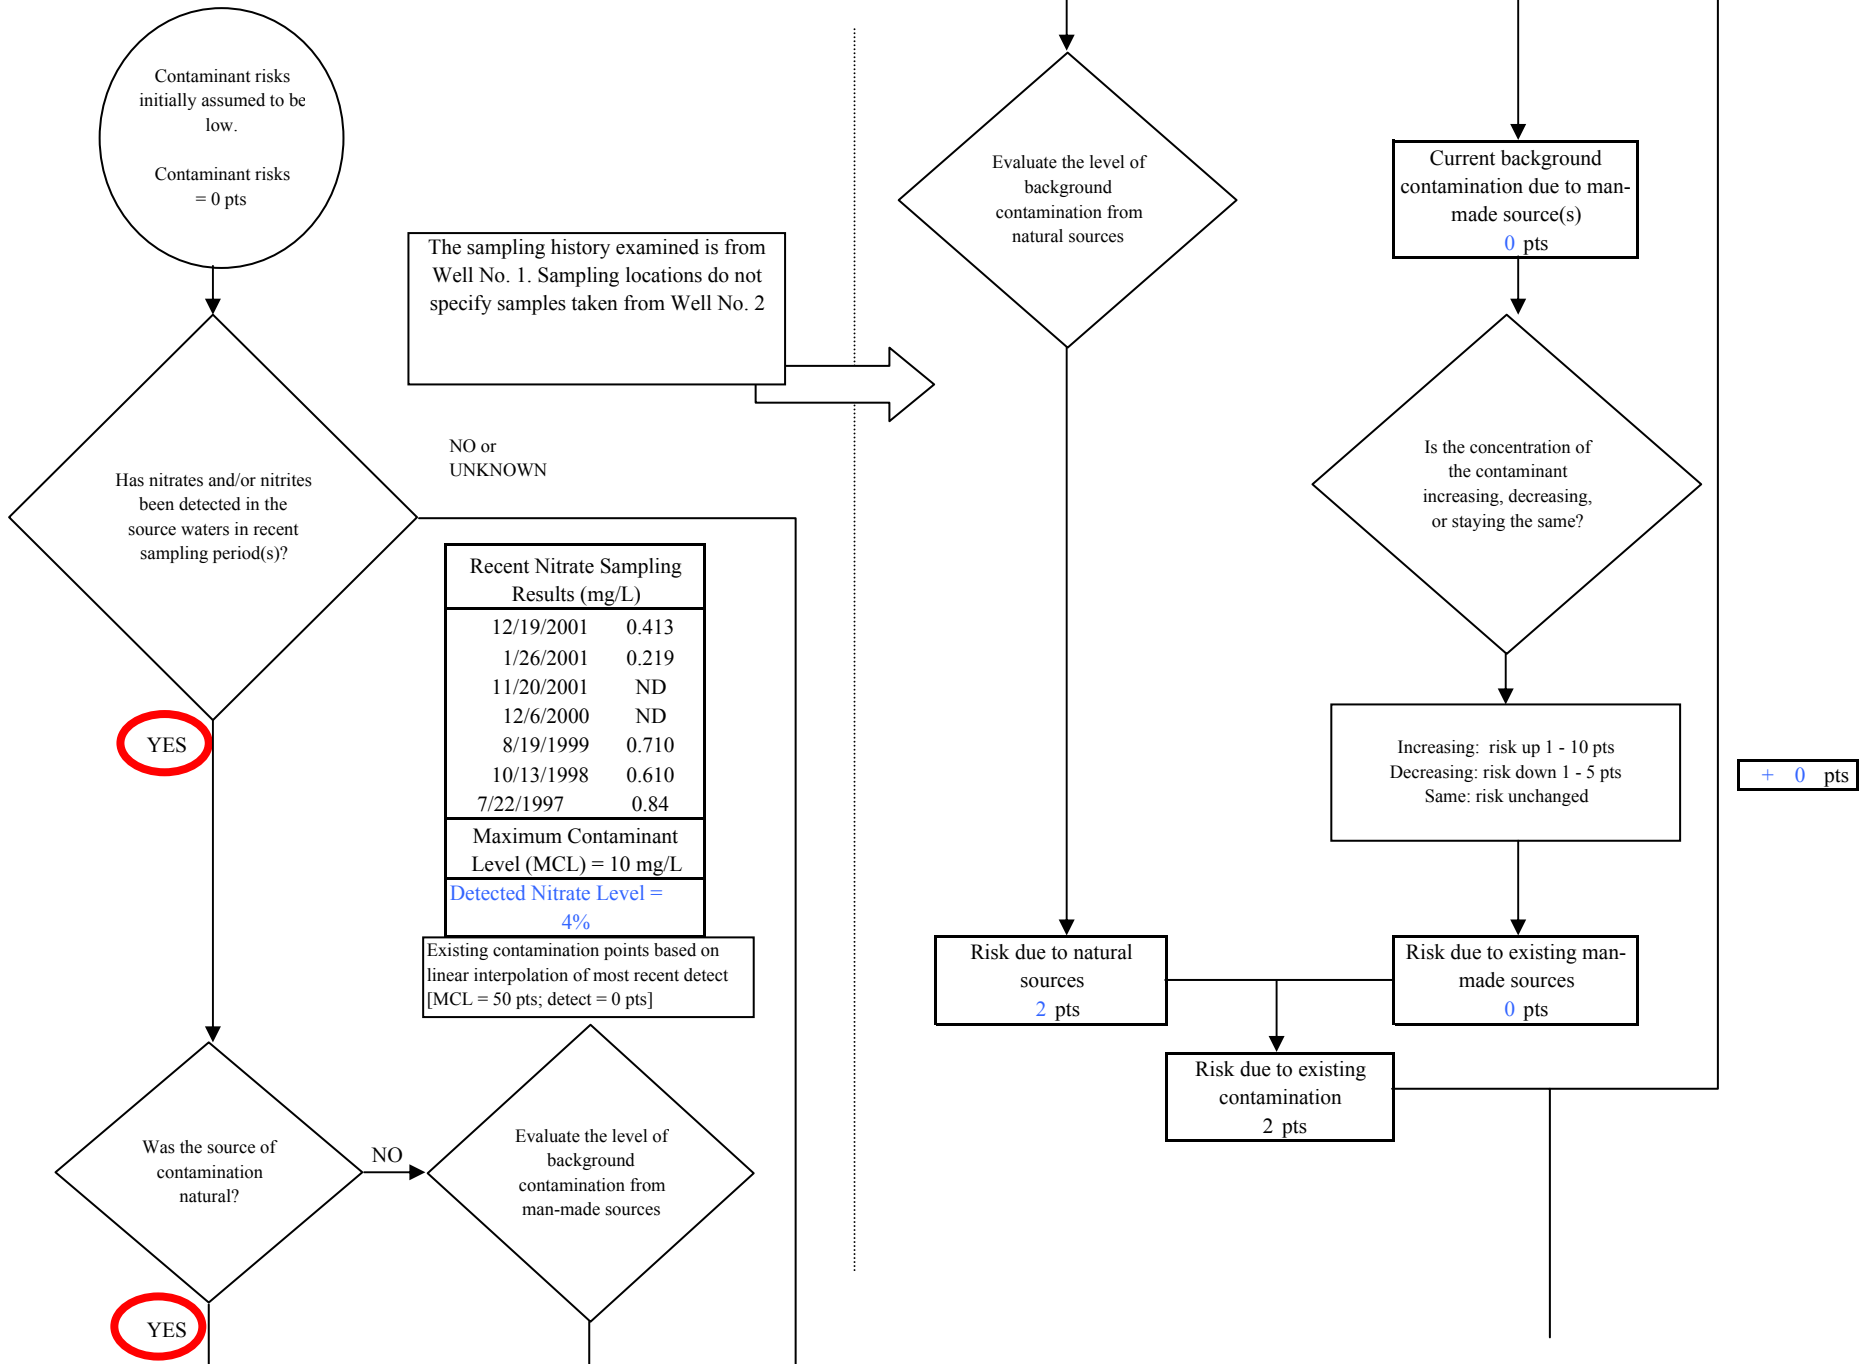 Contaminant risks
initially assumed to be
low.
Contaminant risks
= 0 pts
The sampling history examined is from
Well No. 1. Sampling locations do not
specify samples taken from Well No. 2
NO or
UNKNOWN
Has nitrates and/or nitrites
been detected in the
source waters in recent
sampling period(s)?
YES
Recent Nitrate Sampling
Results (mg/L)
12/19/2001 0.413
1/26/2001 0.219
11/20/2001 ND
12/6/2000 ND
8/19/1999 0.710
10/13/1998 0.610
7/22/1997 0.84
Maximum Contaminant
Level (MCL) = 10 mg/L
Detected Nitrate Level =
4%
Existing contamination points based on
linear interpolation of most recent detect
[MCL = 50 pts; detect = 0 pts]
Was the source of
contamination
natural?
NO
YES
Evaluate the level of
background
contamination from
man-made sources
Evaluate the level of
background
contamination from
natural sources
Current background
contamination due to man-
made source(s)
0 pts
Is the concentration of
the contaminant
increasing, decreasing,
or staying the same?
Increasing: risk up 1 - 10 pts
Decreasing: risk down 1 - 5 pts
Same: risk unchanged
+ 0 pts
Risk due to natural
sources
2 pts
Risk due to existing man-
made sources
0 pts
Risk due to existing
contamination
2 pts